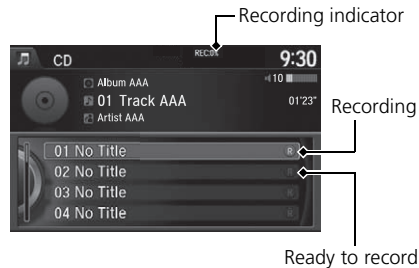 Recording indicator
CD
REC
9:30
Album AAA
10
01 Track AAA
01'23"
Artist AAA
Recording
01 No Title R
02 No Title R
03 No Title
04 No Title
Ready to record